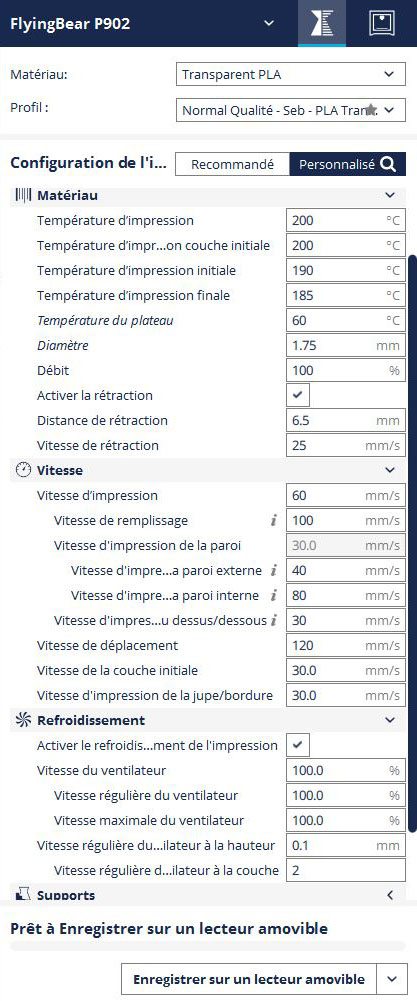 FlyingBear P902
Matériau: Transparent PLA
Profil : Normal Qualité - Seb - PLA Tran...
Configuration de l'i... Recommandé Personnalisé
Matériau
Température d'impression 200 °C
Température d'impr...on couche initiale 200 °C
Température d'impression initiale 190 °C
Température d'impression finale 185 °C
Température du plateau 60 °C
Diamètre 1.75 mm
Débit 100 %
Activer la rétraction
Distance de rétraction 6.5 mm
Vitesse de rétraction 25 mm/s
Vitesse
Vitesse d'impression 60 mm/s
Vitesse de remplissage i 100 mm/s
Vitesse d'impression de la paroi 30.0 mm/s
Vitesse d'impre...a paroi externe i 40 mm/s
Vitesse d'impre...a paroi interne i 80 mm/s
Vitesse d'impres...u dessus/dessous i 30 mm/s
Vitesse de déplacement 120 mm/s
Vitesse de la couche initiale 30.0 mm/s
Vitesse d'impression de la jupe/bordure 30.0 mm/s
Refroidissement
Activer le refroidis...ment de l'impression
Vitesse du ventilateur 100.0 %
Vitesse régulière du ventilateur 100.0 %
Vitesse maximale du ventilateur 100.0 %
Vitesse régulière du...ilateur à la hauteur 0.1 mm
Vitesse régulière d...ilateur à la couche 2
Supports
Prêt à Enregistrer sur un lecteur amovible
Enregistrer sur un lecteur amovible